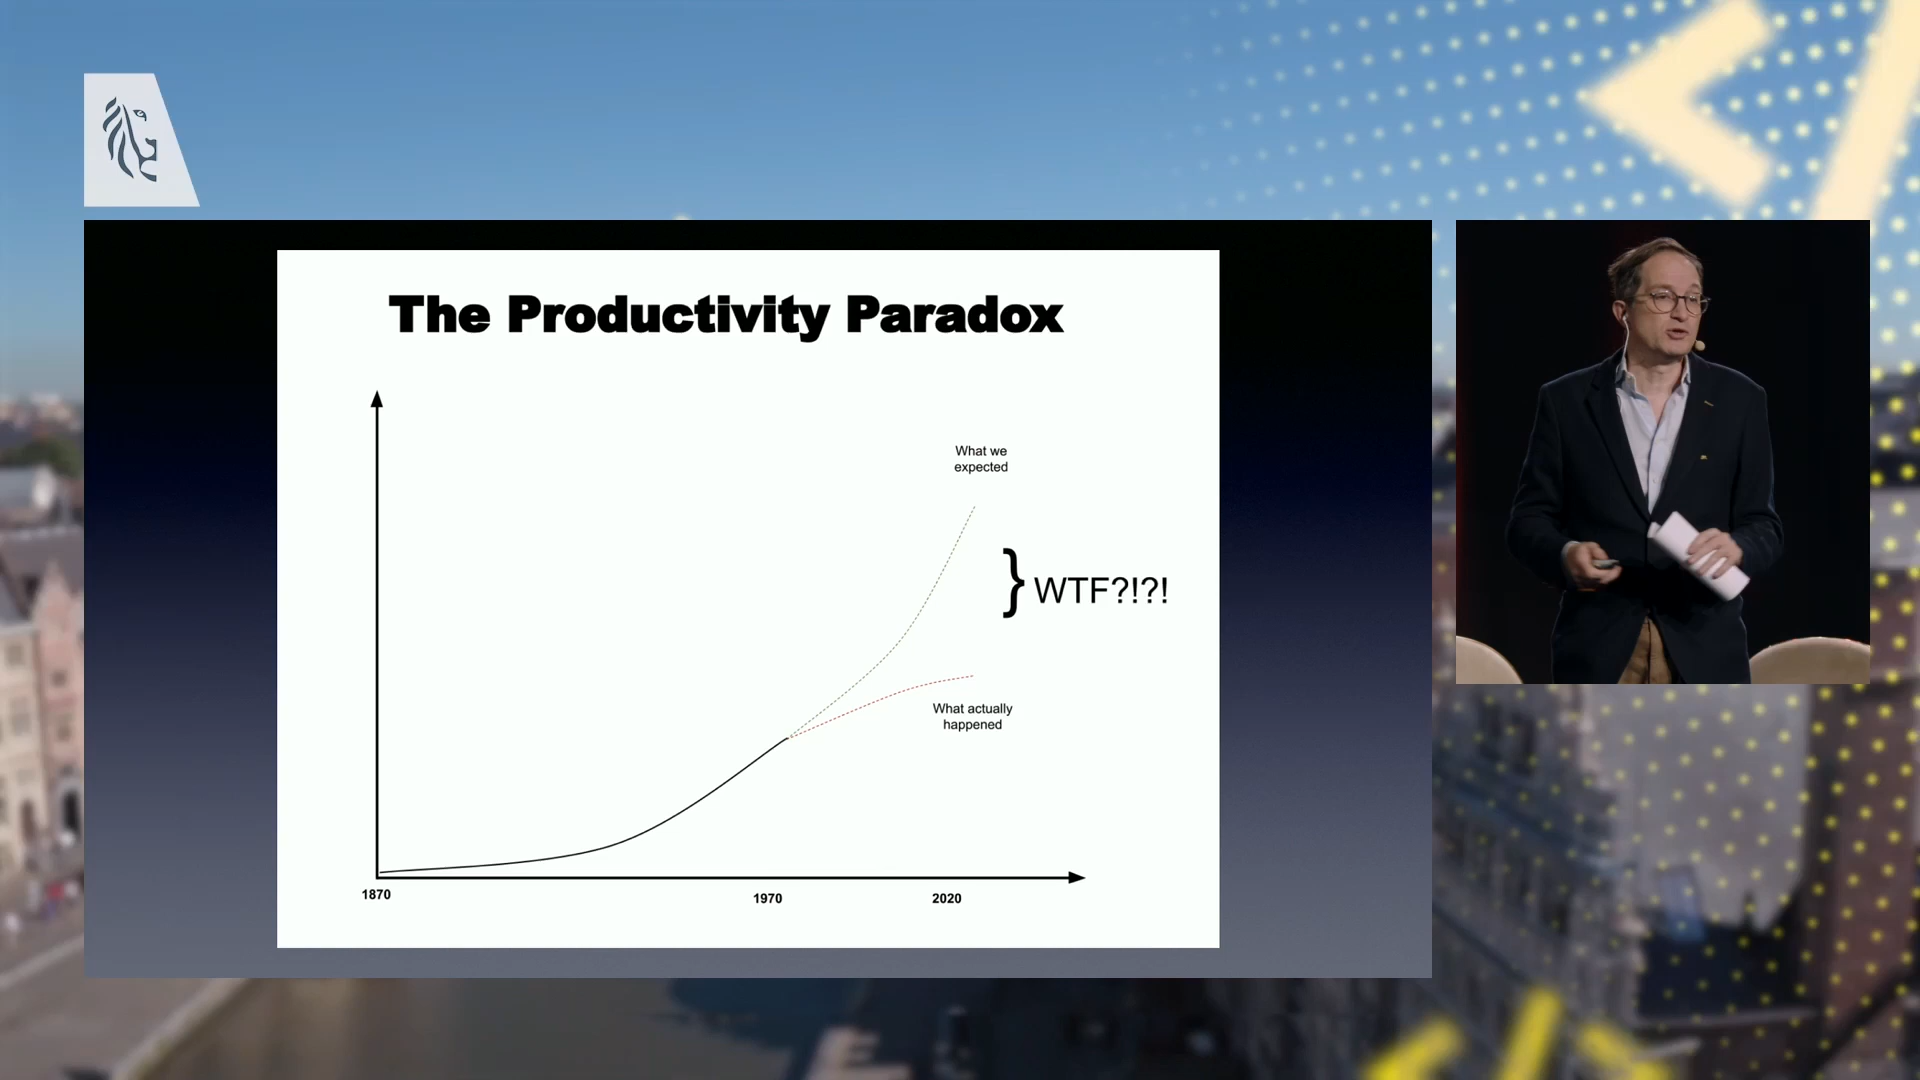 The Productivity Paradox
What we
expected
} WTF?!?!
What actually
happened
1870
1970
2020